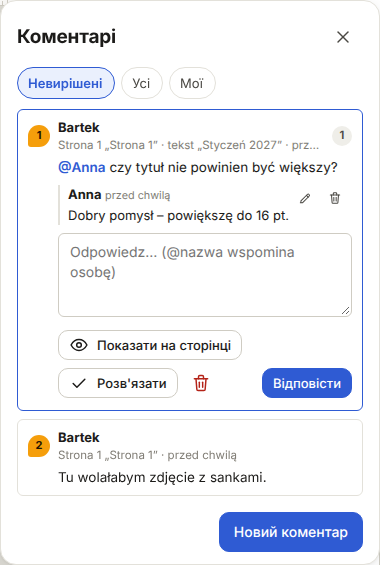 Коментарі
Невирішені
Усі
Мої
1
Bartek
1
Strona 1 „Strona 1” · tekst „Styczeń 2027” · prz...
@Anna czy tytuł nie powinien być większy?
Anna przed chwilą
Dobry pomysł – powiększę do 16 pt.
Odpowiedz... (@nazwa wspomina
osobę)
Показати на сторінці
Розв'язати
Відповісти
2
Bartek
Strona 1 „Strona 1” · przed chwilą
Tu wolałabym zdjęcie z sankami.
Новий коментар